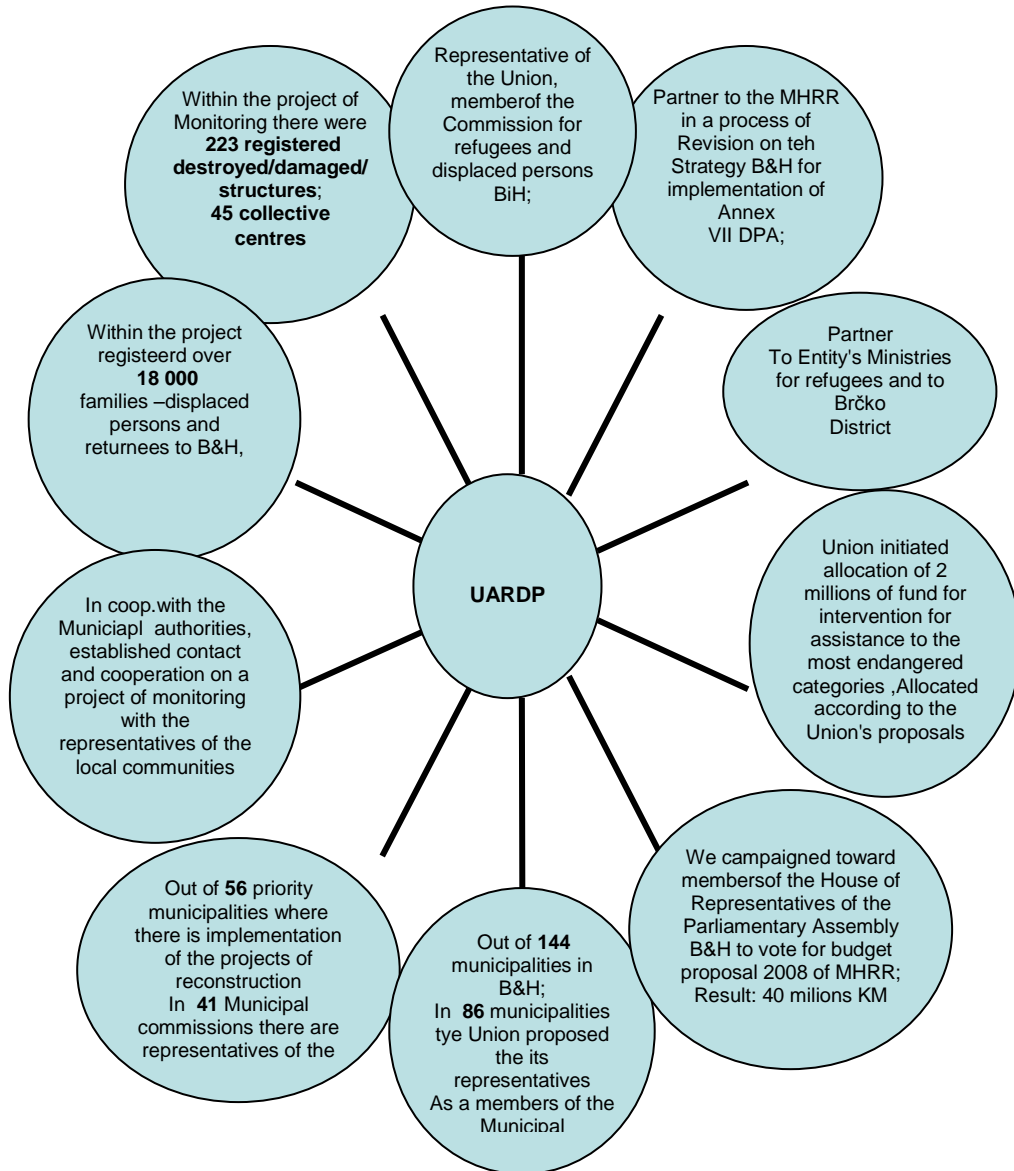 Representative of
the Union,
memberof the
Commission for
refugees and
displaced persons
BiH;
Partner to the MHRR
in a process of
Revision on teh
Strategy B&H for
implementation of
Annex
VII DPA;
Partner
To Entity's Ministries
for refugees and to
Brčko
District
Union initiated
allocation of 2
millions of fund for
intervention for
assistance to the
most endangered
categories ,Allocated
according to the
Union's proposals
We campaigned toward
membersof the House of
Representatives of the
Parliamentary Assembly
B&H to vote for budget
proposal 2008 of MHRR;
Result: 40 milions KM
Out of 144
municipalities in
B&H;
In 86 municipalities
tye Union proposed
the its
representatives
As a members of the
Municipal
Out of 56 priority
municipalities where
there is implementation
of the projects of
reconstruction
In 41 Municipal
commissions there are
representatives of the
In coop.with the
Municiapl authorities,
established contact
and cooperation on a
project of monitoring
with the
representatives of the
local communities
Within the project
registeerd over
18 000
families –displaced
persons and
returnees to B&H,
Within the project of
Monitoring there were
223 registered
destroyed/damaged/
structures;
45 collective
centres
UARDP